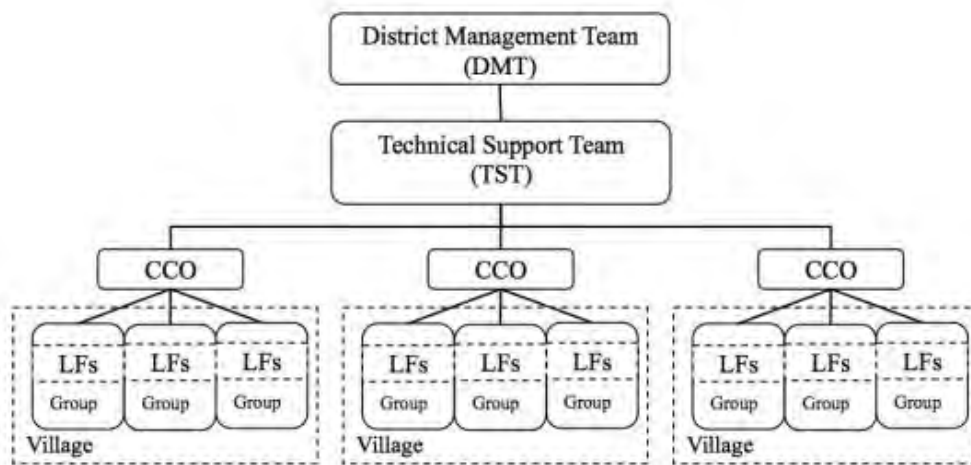 District Management Team
(DMT)
Technical Support Team
(TST)
CCO CCO CCO
LFs LFs LFs LFs LFs LFs LFs LFs LFs
Group Group Group Group Group Group Group Group Group
Village Village Village